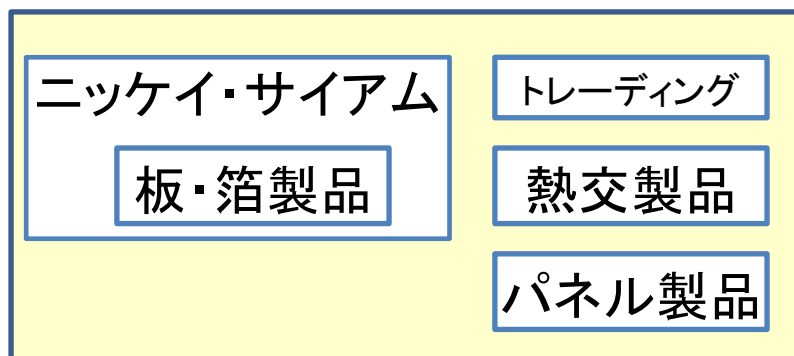 ニッケイ・サイアム
板・箔製品
トレーディング
熱交製品
パネル製品